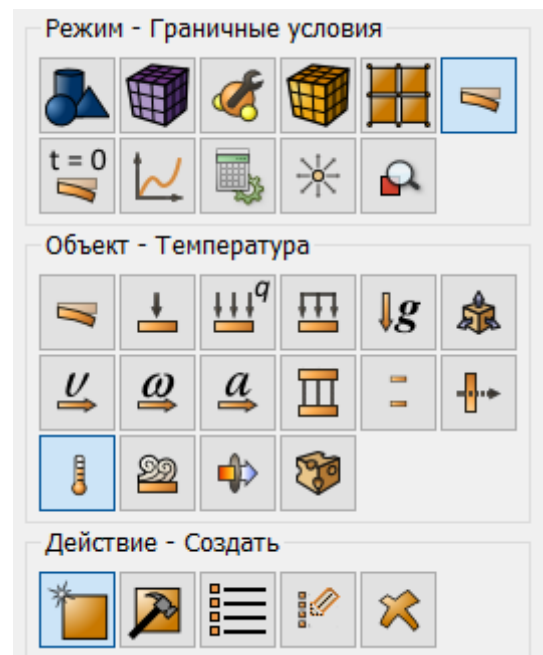 Режим - Граничные условия
t = 0
Объект - Температура
q
g
υ ω a
Действие - Создать